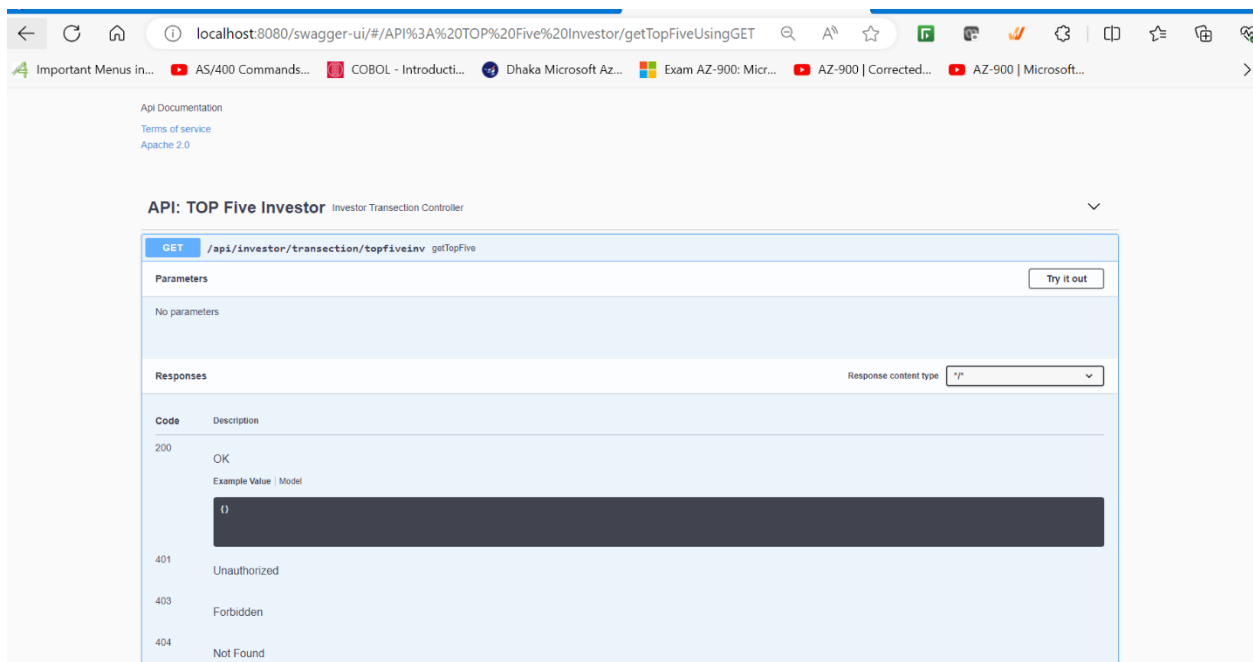 localhost:8080/swagger-ui/#/API%3A%20TOP%20Five%20Investor/getTopFiveUsingGET
Important Menus in... AS/400 Commands... COBOL - Introducti... Dhaka Microsoft Az... Exam AZ-900: Micr... AZ-900 | Corrected... AZ-900 | Microsoft...
Api Documentation
Terms of service
Apache 2.0
API: TOP Five Investor Investor Transection Controller
GET /api/investor/transection/topfiveinv getTopFive
Parameters Try it out
No parameters
Responses Response content type */*
Code Description
200
OK
Example Value | Model
{}
401
Unauthorized
403
Forbidden
404
Not Found